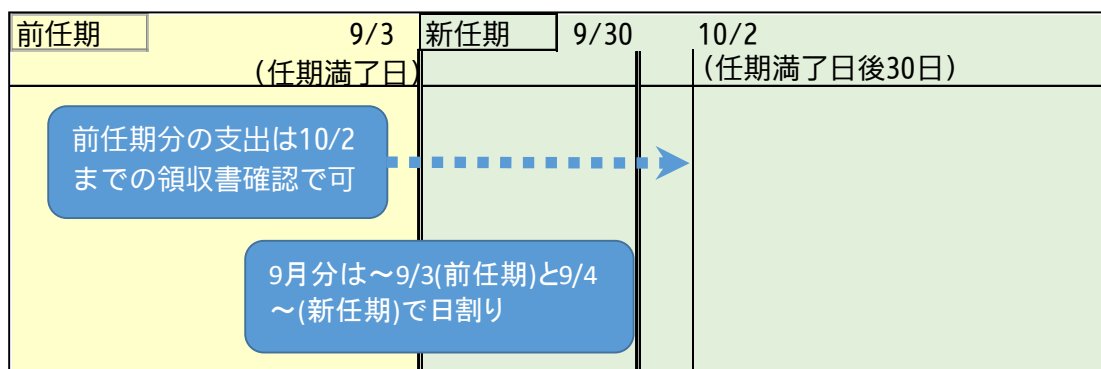 前任期 9/3 新任期 9/30 10/2
(任期満了日) (任期満了日後30日)
前任期分の支出は10/2
までの領収書確認で可
9月分は～9/3(前任期)と9/4
～(新任期)で日割り